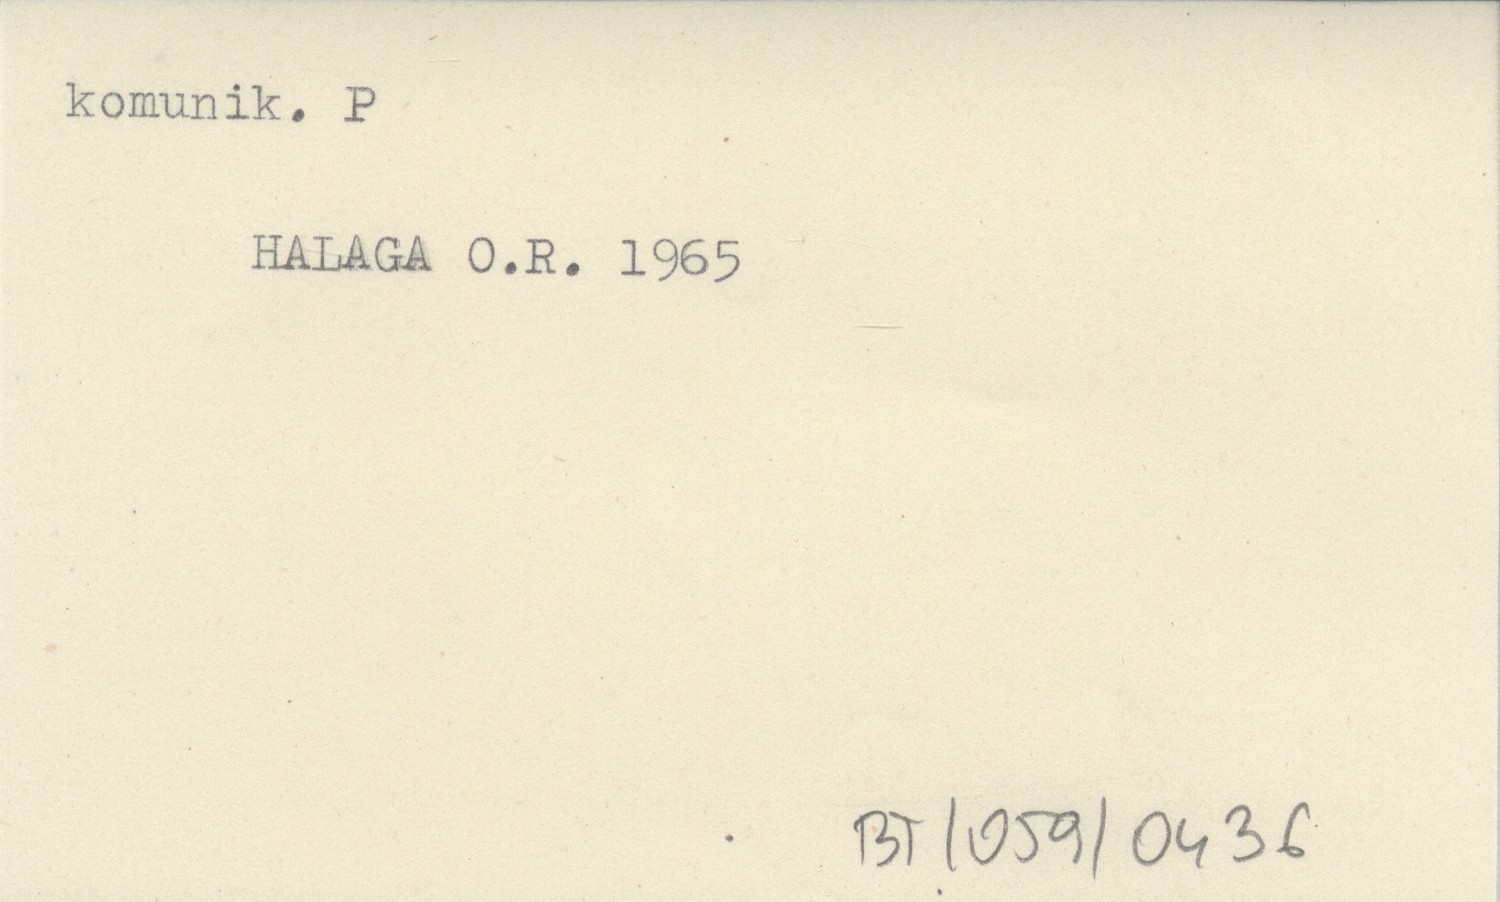 komunik. P
HALAGA O.R. 1965
BT/059/0436